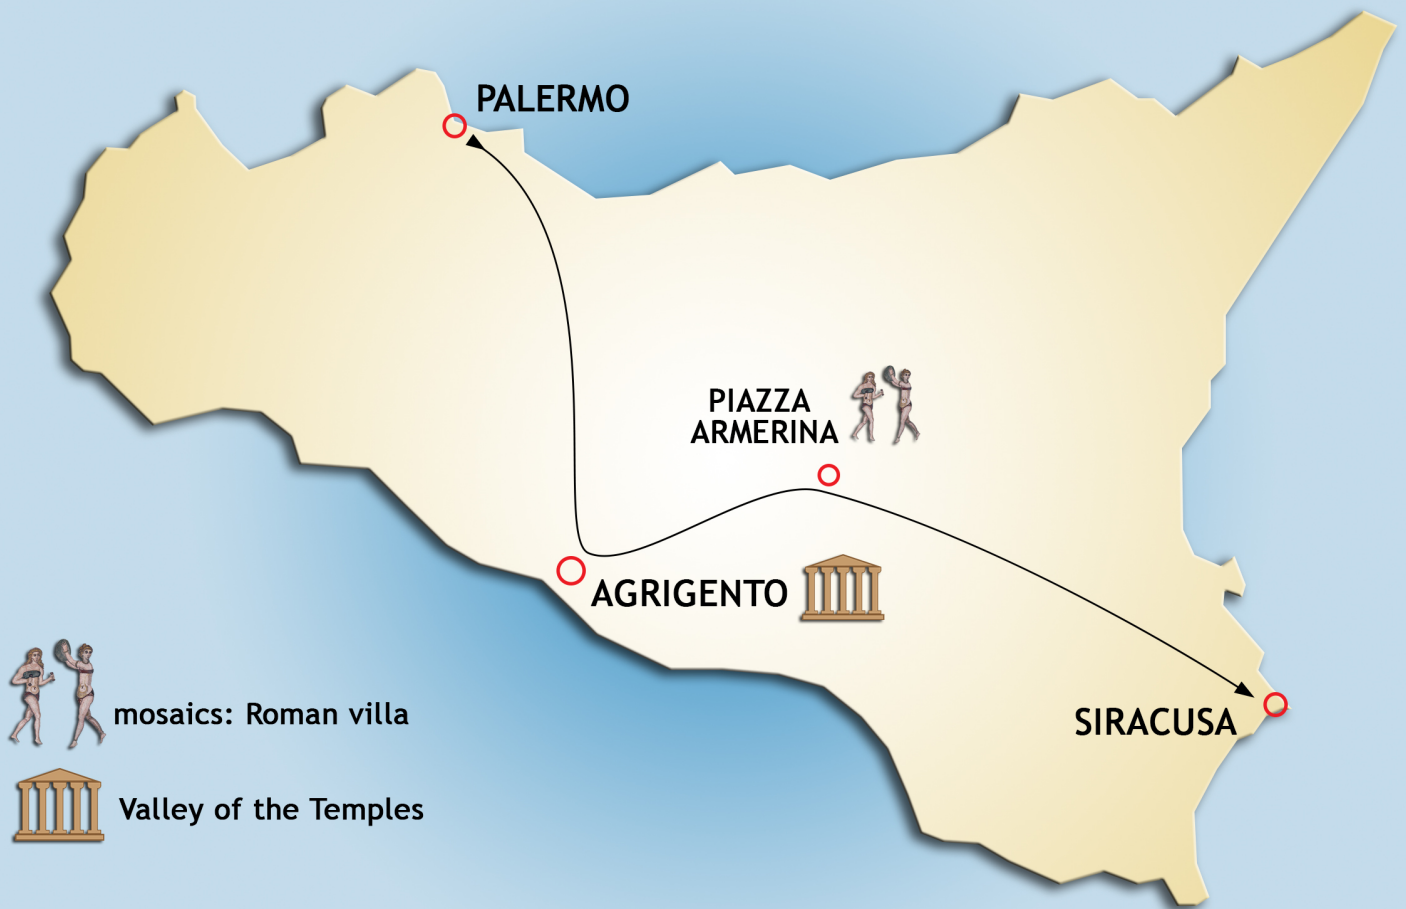 PALERMO
PIAZZA
ARMERINA
AGRIGENTO
SIRACUSA
mosaics: Roman villa
Valley of the Temples